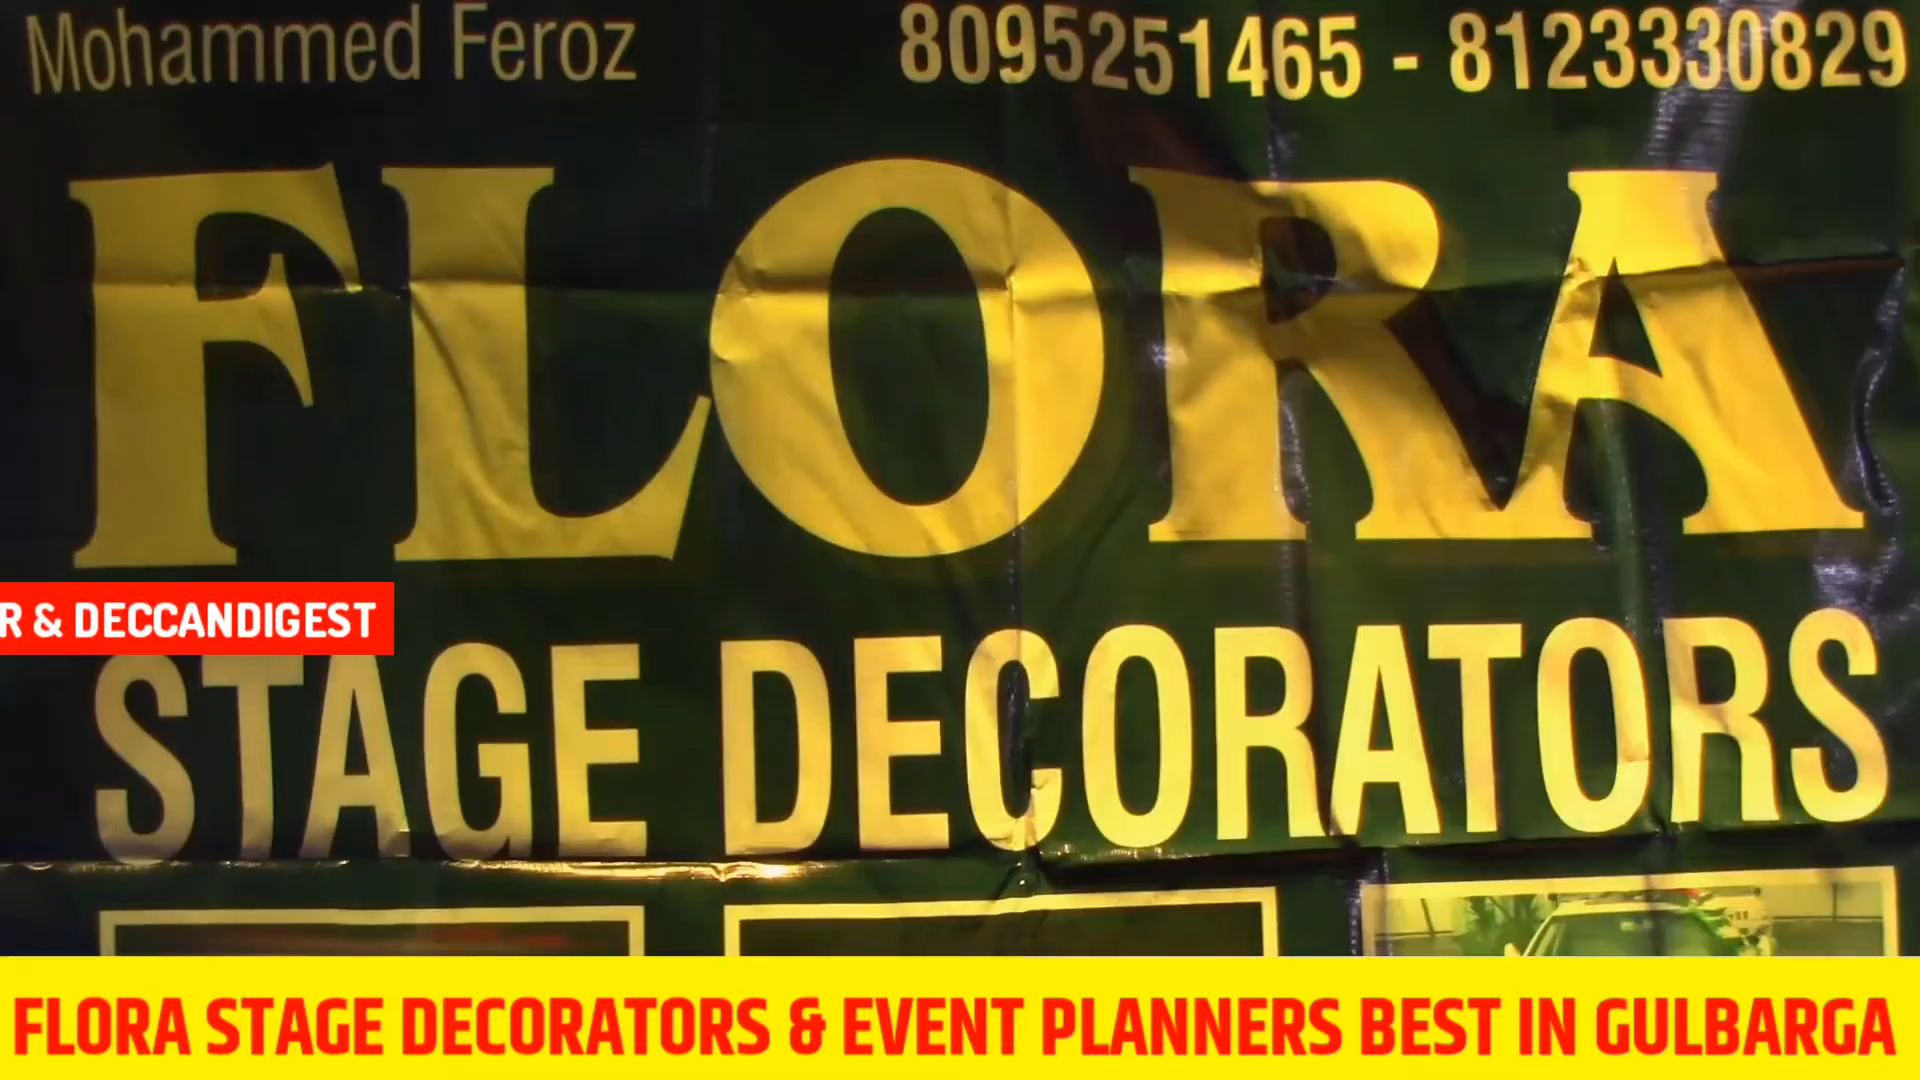 Mohammed Feroz 8095251465 - 8123330829
FLORA
R & DECCANDIGEST
STAGE DECORATORS
FLORA STAGE DECORATORS & EVENT PLANNERS BEST IN GULBARGA